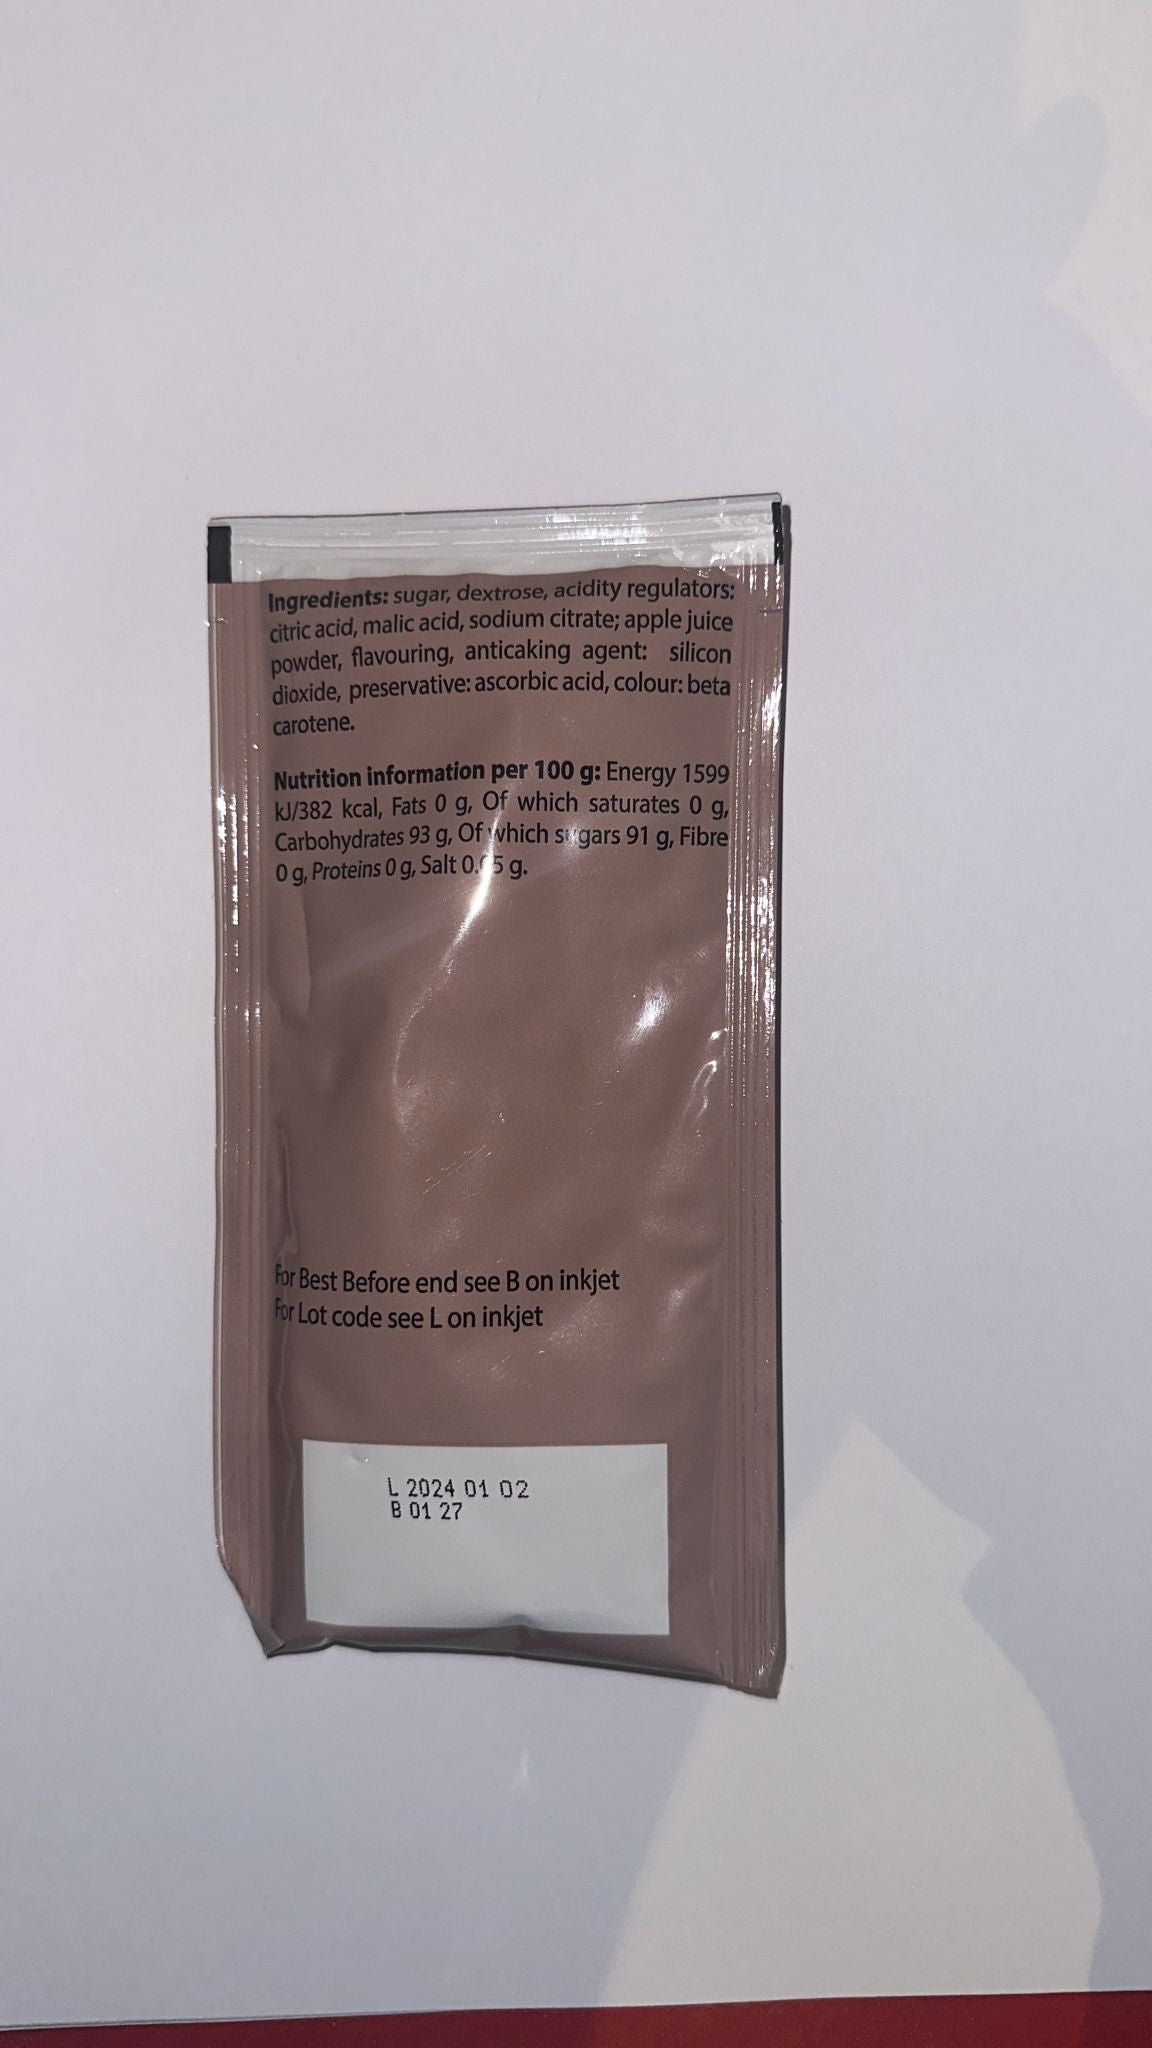 Ingredients: sugar, dextrose, acidity regulators:
citric acid, malic acid, sodium citrate; apple juice
powder, flavouring, anticaking agent: silicon
dioxide, preservative: ascorbic acid, colour: beta
carotene.
Nutrition information per 100 g: Energy 1599
kJ/382 kcal, Fats 0 g, Of which saturates 0 g,
Carbohydrates 93 g, Of which sugars 91 g, Fibre
0 g, Proteins 0 g, Salt g.
For Best Before end see B on inkjet
For Lot code see L on inkjet
L 2024 01 02
B 01 27